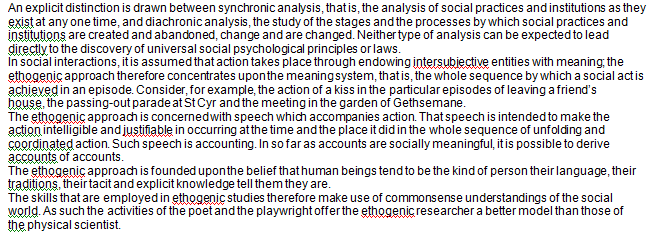 An explicit distinction is drawn between synchronic analysis, that is, the analysis of social practices and institutions as they
exist at any one time, and diachronic analysis, the study of the stages and the processes by which social practices and
institutions are created and abandoned, change and are changed. Neither type of analysis can be expected to lead
directly to the discovery of universal social psychological principles or laws.
In social interactions, it is assumed that action takes place through endowing intersubjective entities with meaning; the
ethogenic approach therefore concentrates upon the meaning system, that is, the whole sequence by which a social act is
achieved in an episode. Consider, for example, the action of a kiss in the particular episodes of leaving a friend's
house, the passing-out parade at St Cyr and the meeting in the garden of Gethsemane.
The ethogenic approach is concerned with speech which accompanies action. That speech is intended to make the
action intelligible and justifiable in occurring at the time and the place it did in the whole sequence of unfolding and
coordinated action. Such speech is accounting. In so far as accounts are socially meaningful, it is possible to derive
accounts of accounts.
The ethogenic approach is founded upon the belief that human beings tend to be the kind of person their language, their
traditions, their tacit and explicit knowledge tell them they are.
The skills that are employed in ethogenic studies therefore make use of commonsense understandings of the social
world. As such the activities of the poet and the playwright offer the ethogenic researcher a better model than those of
the physical scientist.